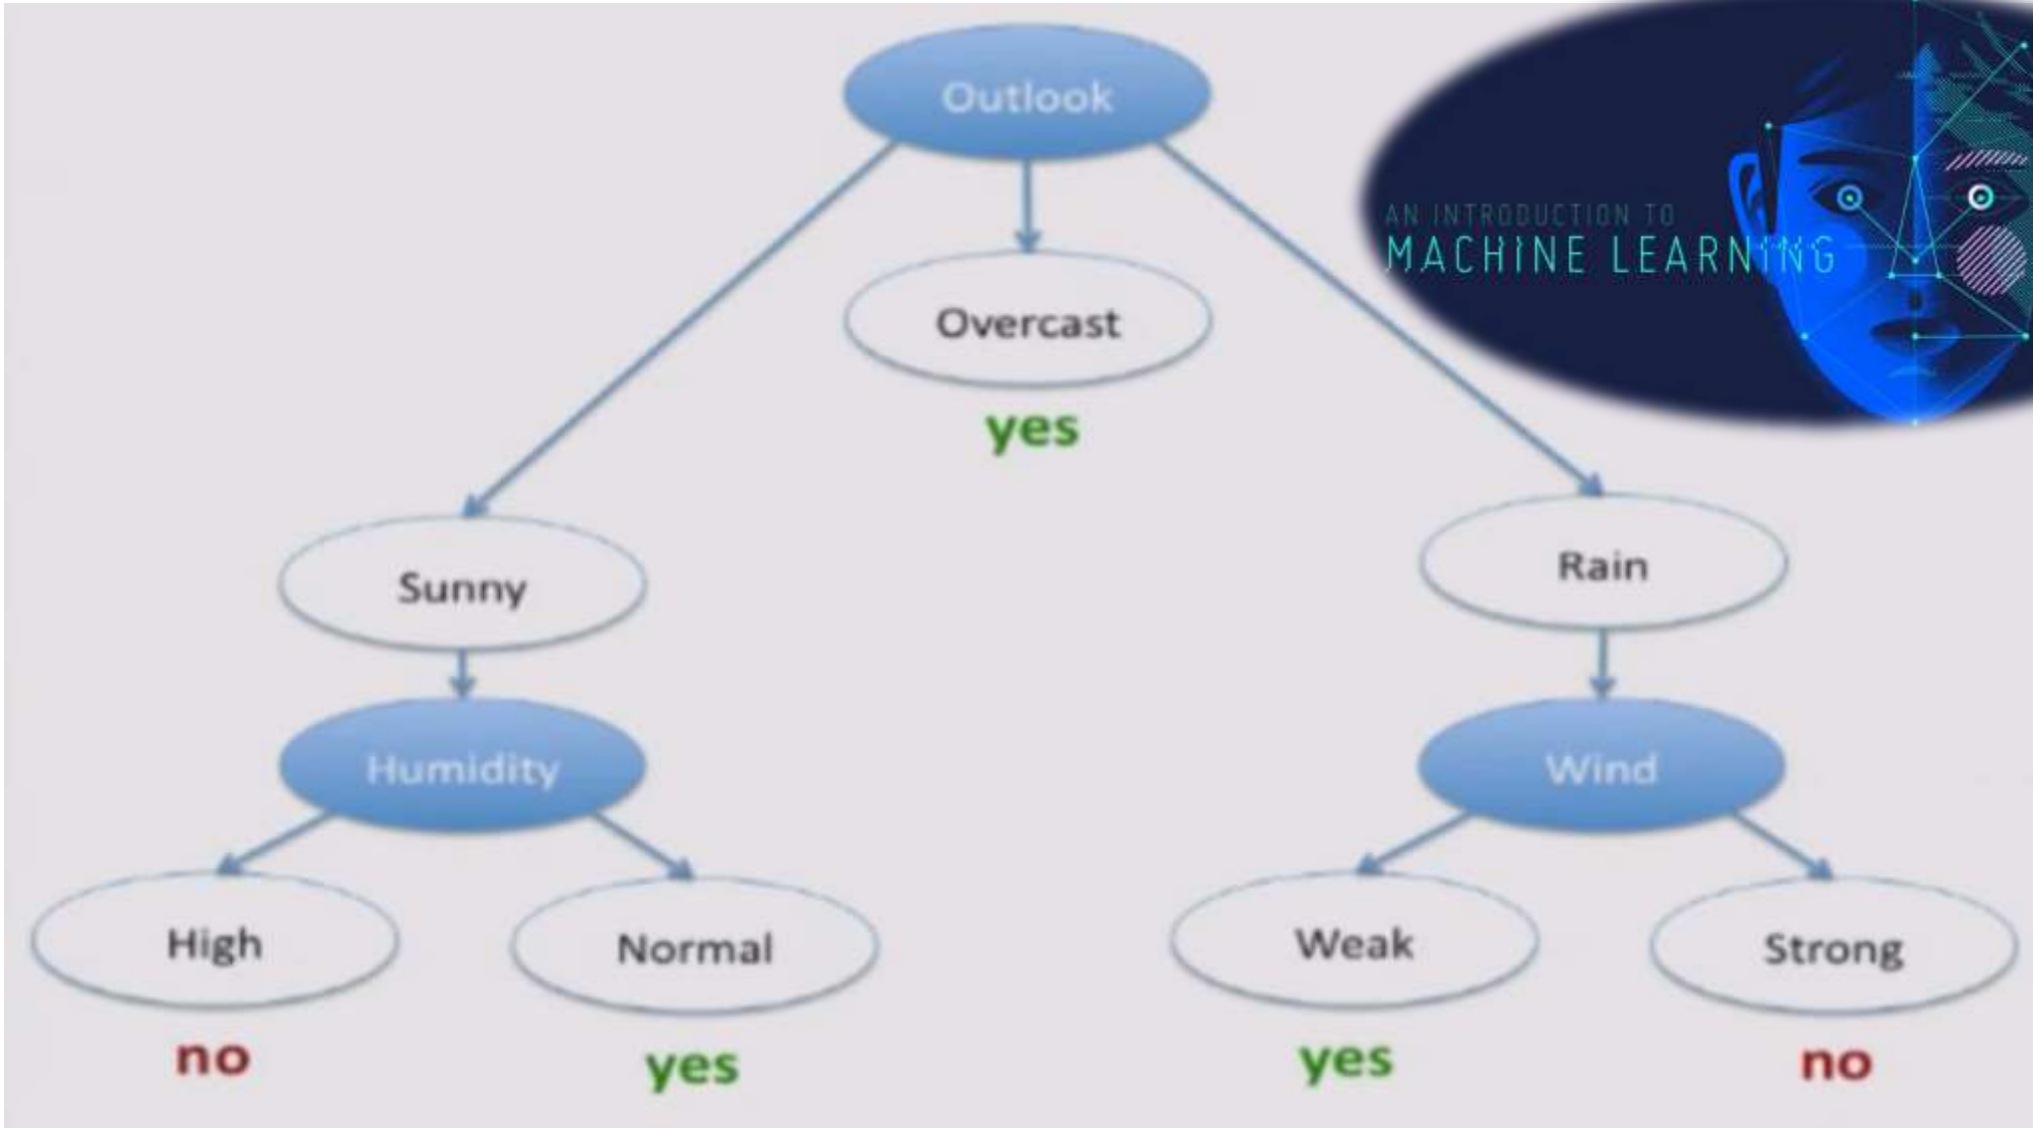 Outlook
AN INTRODUCTION TO
MACHINE LEARNING
Overcast
yes
Sunny
Rain
Humidity
Wind
High
Normal
Weak
Strong
no
yes
yes
no